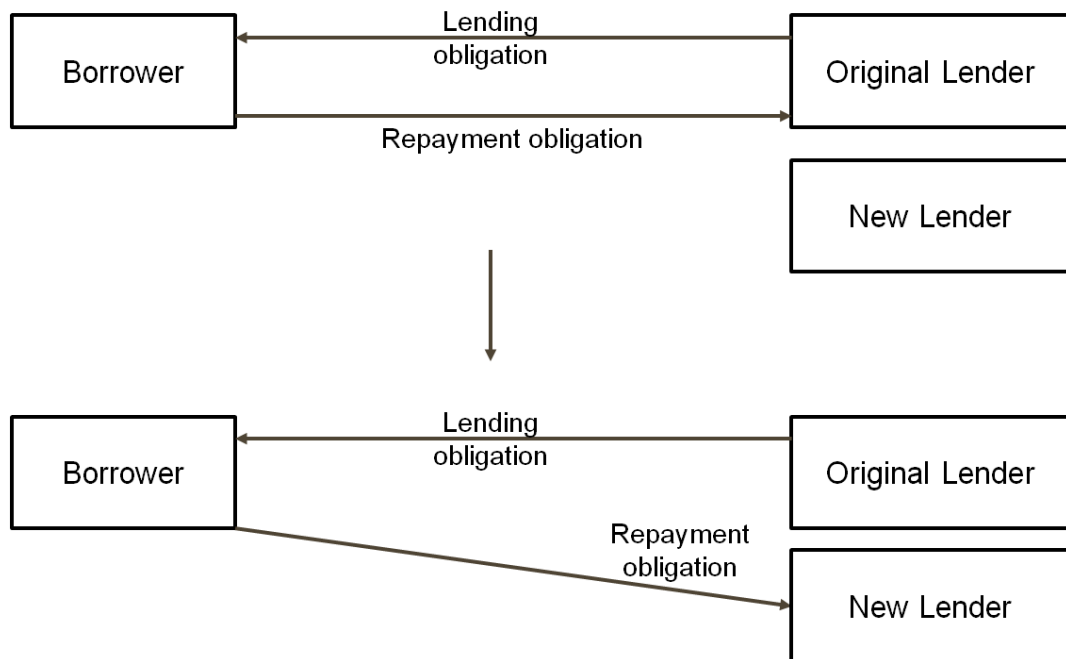 Lending
obligation
Borrower
Original Lender
Repayment obligation
New Lender
Lending
obligation
Borrower
Original Lender
Repayment
obligation
New Lender